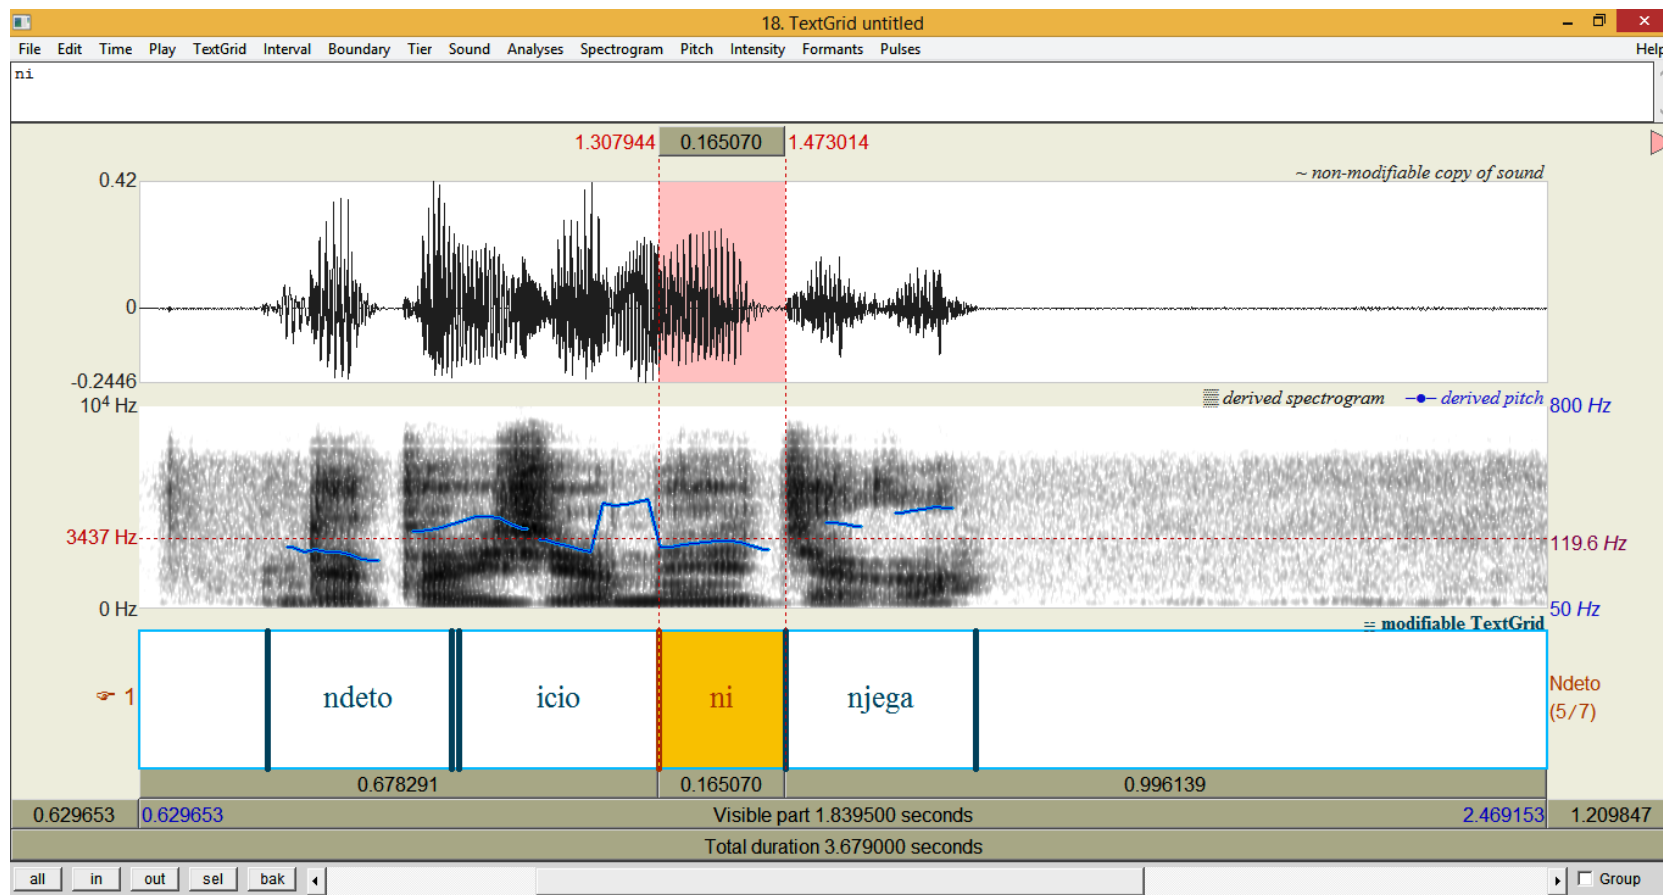 18. TextGrid untitled
File Edit Time Play TextGrid Interval Boundary Tier Sound Analyses Spectrogram Pitch Intensity Formants Pulses Help
ni
1.307944 0.165070 1.473014
~ non-modifiable copy of sound
0.42
0
-0.2446
10⁴ Hz derived spectrogram derived pitch 800 Hz
3437 Hz 119.6 Hz
0 Hz 50 Hz
modifiable TextGrid
1 ndeto icio ni njega Ndeto
(5/7)
0.678291 0.165070 0.996139
0.629653 0.629653 Visible part 1.839500 seconds 2.469153 1.209847
Total duration 3.679000 seconds
all in out sel bak Group